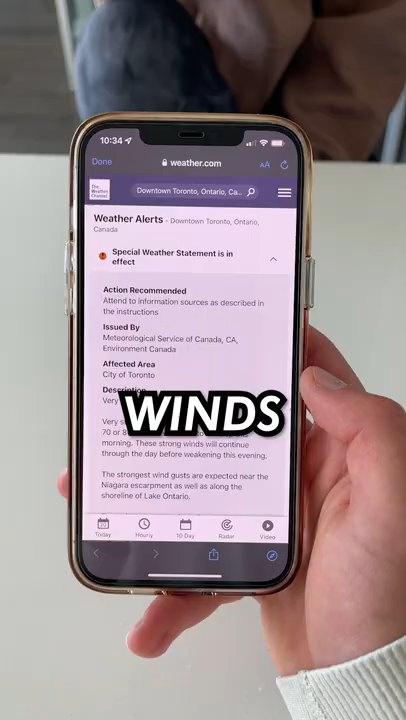 10:34
Done
weather.com
AA
The
Weather
Channel
Downtown Toronto, Ontario, Ca...
Weather Alerts - Downtown Toronto, Ontario,
Canada
Special Weather Statement is in
effect
Action Recommended
Attend to information sources as described in
the instructions
Issued By
Meteorological Service of Canada, CA,
Environment Canada
Affected Area
City of Toronto
Description
Very
WINDS
Very
70 or
morning. These strong winds will continue
through the day before weakening this evening.
The strongest wind gusts are expected near the
Niagara escarpment as well as along the
shoreline of Lake Ontario.
Today
Hourly
10 Day
Radar
Video